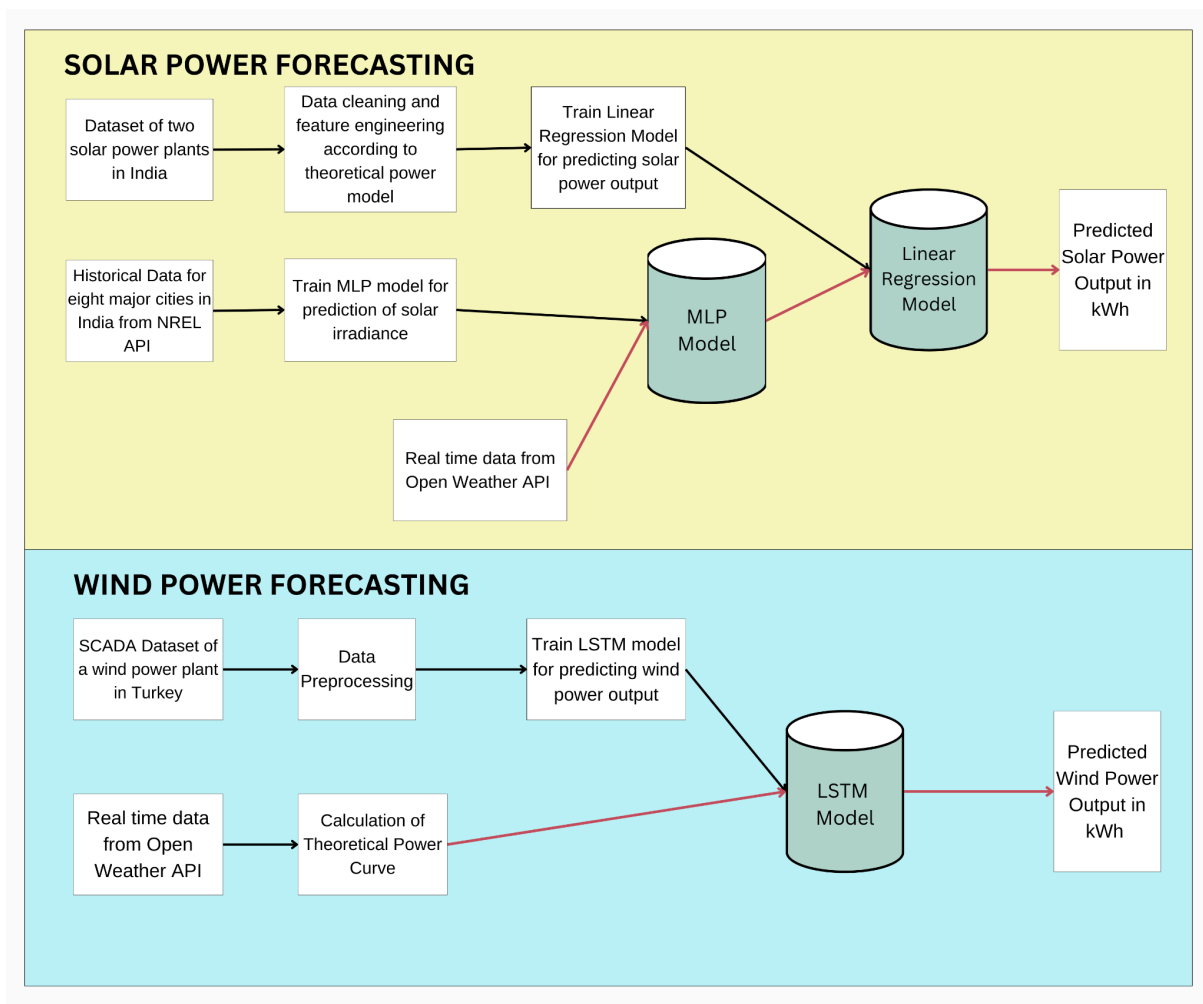 SOLAR POWER FORECASTING
Dataset of two
solar power plants
in India
Data cleaning and
feature engineering
according to
theoretical power
model
Train Linear
Regression Model
for predicting solar
power output
Historical Data for
eight major cities in
India from NREL
API
Train MLP model for
prediction of solar
irradiance
MLP
Model
Linear
Regression
Model
Predicted
Solar Power
Output in
kWh
Real time data from
Open Weather API
WIND POWER FORECASTING
SCADA Dataset of
a wind power plant
in Turkey
Data
Preprocessing
Train LSTM model
for predicting wind
power output
Real time data
from Open
Weather API
Calculation of
Theoretical Power
Curve
LSTM
Model
Predicted
Wind Power
Output in
kWh